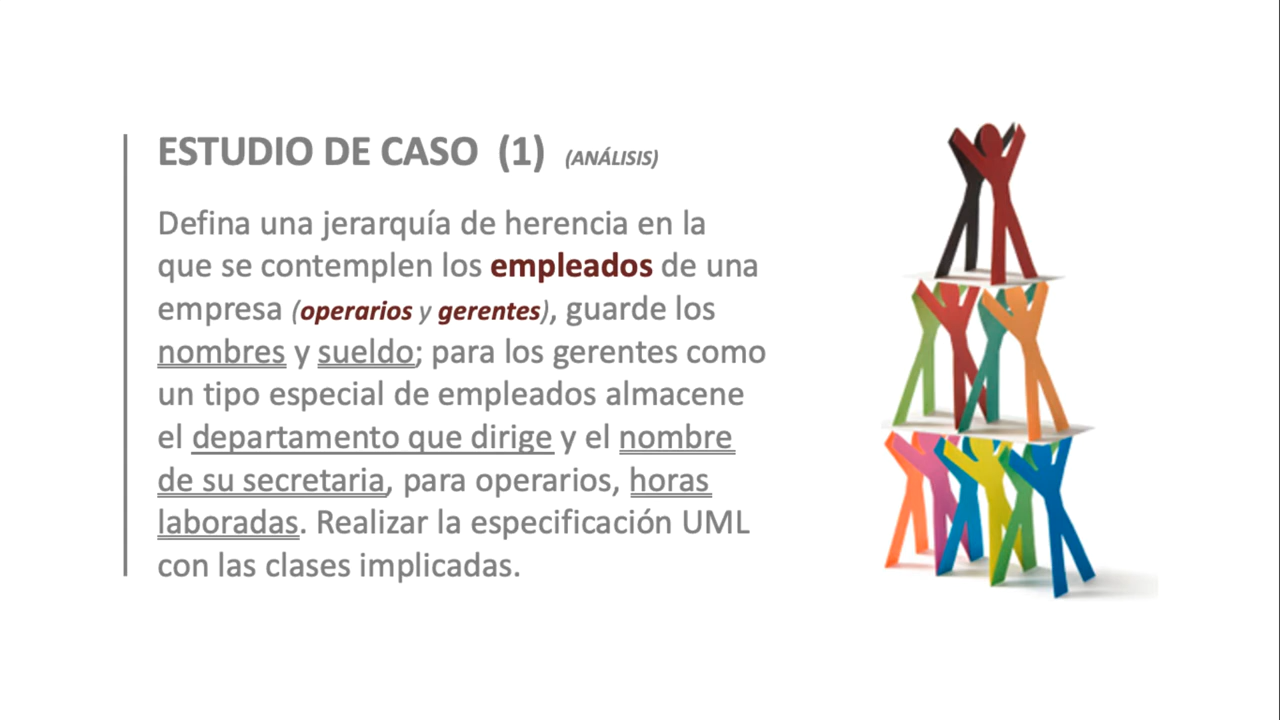 ESTUDIO DE CASO (1) (ANÁLISIS)
Defina una jerarquía de herencia en la
que se contemplen los empleados de una
empresa (operarios y gerentes), guarde los
nombres y sueldo; para los gerentes como
un tipo especial de empleados almacene
el departamento que dirige y el nombre
de su secretaria, para operarios, horas
laboradas. Realizar la especificación UML
con las clases implicadas.